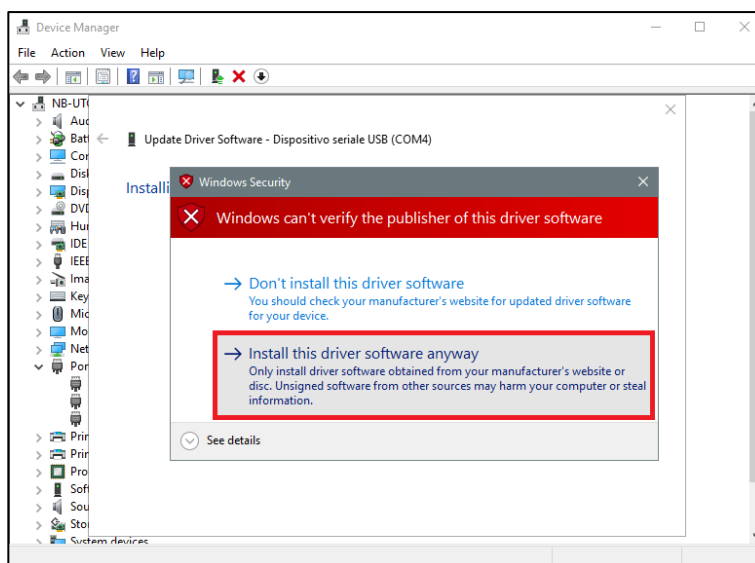 Device Manager
File Action View Help
NB-UT
Aud
Batt
Update Driver Software - Dispositivo seriale USB (COM4)
Cor
Disk
Installi
Disp
DVD
Hur
IDE
IEEE
Ima
Key
Mic
Mo
Net
Por
Windows Security
Windows can't verify the publisher of this driver software
Don't install this driver software
You should check your manufacturer's website for updated driver software
for your device.
Install this driver software anyway
Only install driver software obtained from your manufacturer's website or
disc. Unsigned software from other sources may harm your computer or steal
information.
See details
Prin
Prin
Pro
Soft
Sou
Sto
System devices